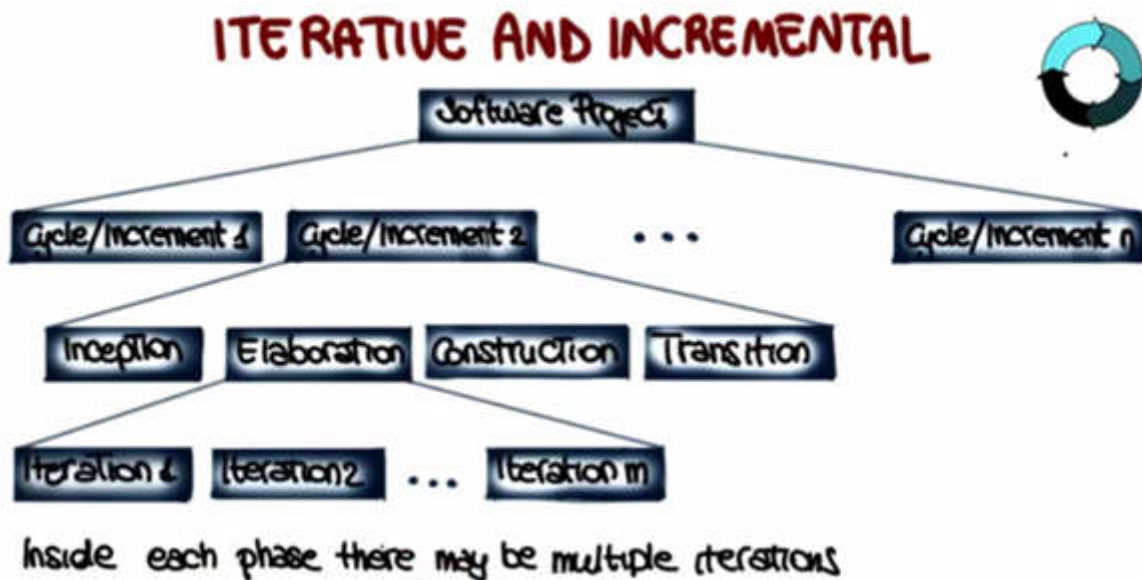 ITERATIVE AND INCREMENTAL
Software Project
Cycle/Increment 1 Cycle/Increment 2 ... Cycle/Increment n
Inception Elaboration Construction Transition
Iteration 1 Iteration 2 ... Iteration m
Inside each phase there may be multiple iterations